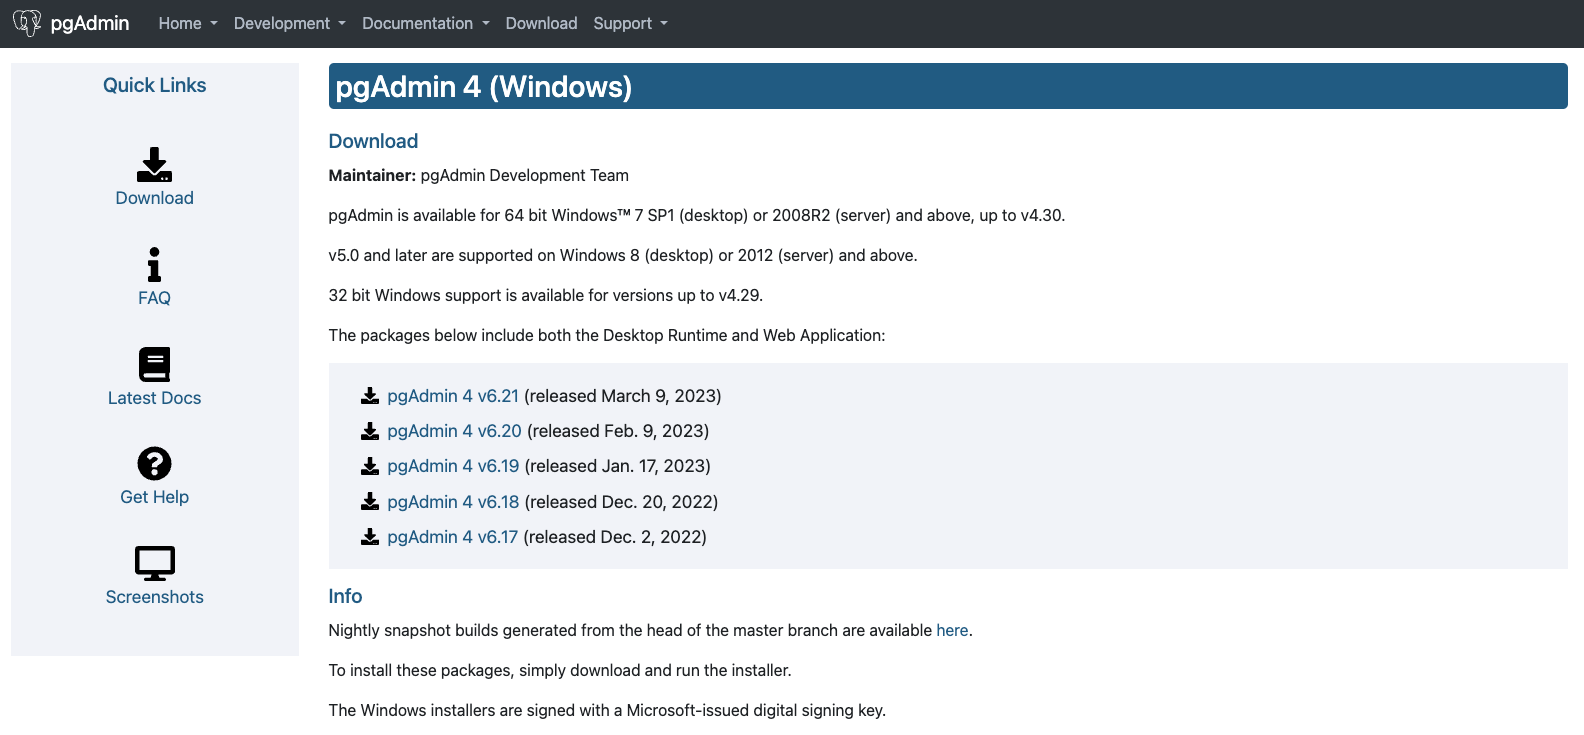 pgAdmin Home Development Documentation Download Support
Quick Links
Download
FAQ
Latest Docs
Get Help
Screenshots
pgAdmin 4 (Windows)
Download
Maintainer: pgAdmin Development Team
pgAdmin is available for 64 bit Windows™ 7 SP1 (desktop) or 2008R2 (server) and above, up to v4.30.
v5.0 and later are supported on Windows 8 (desktop) or 2012 (server) and above.
32 bit Windows support is available for versions up to v4.29.
The packages below include both the Desktop Runtime and Web Application:
pgAdmin 4 v6.21 (released March 9, 2023)
pgAdmin 4 v6.20 (released Feb. 9, 2023)
pgAdmin 4 v6.19 (released Jan. 17, 2023)
pgAdmin 4 v6.18 (released Dec. 20, 2022)
pgAdmin 4 v6.17 (released Dec. 2, 2022)
Info
Nightly snapshot builds generated from the head of the master branch are available here.
To install these packages, simply download and run the installer.
The Windows installers are signed with a Microsoft-issued digital signing key.